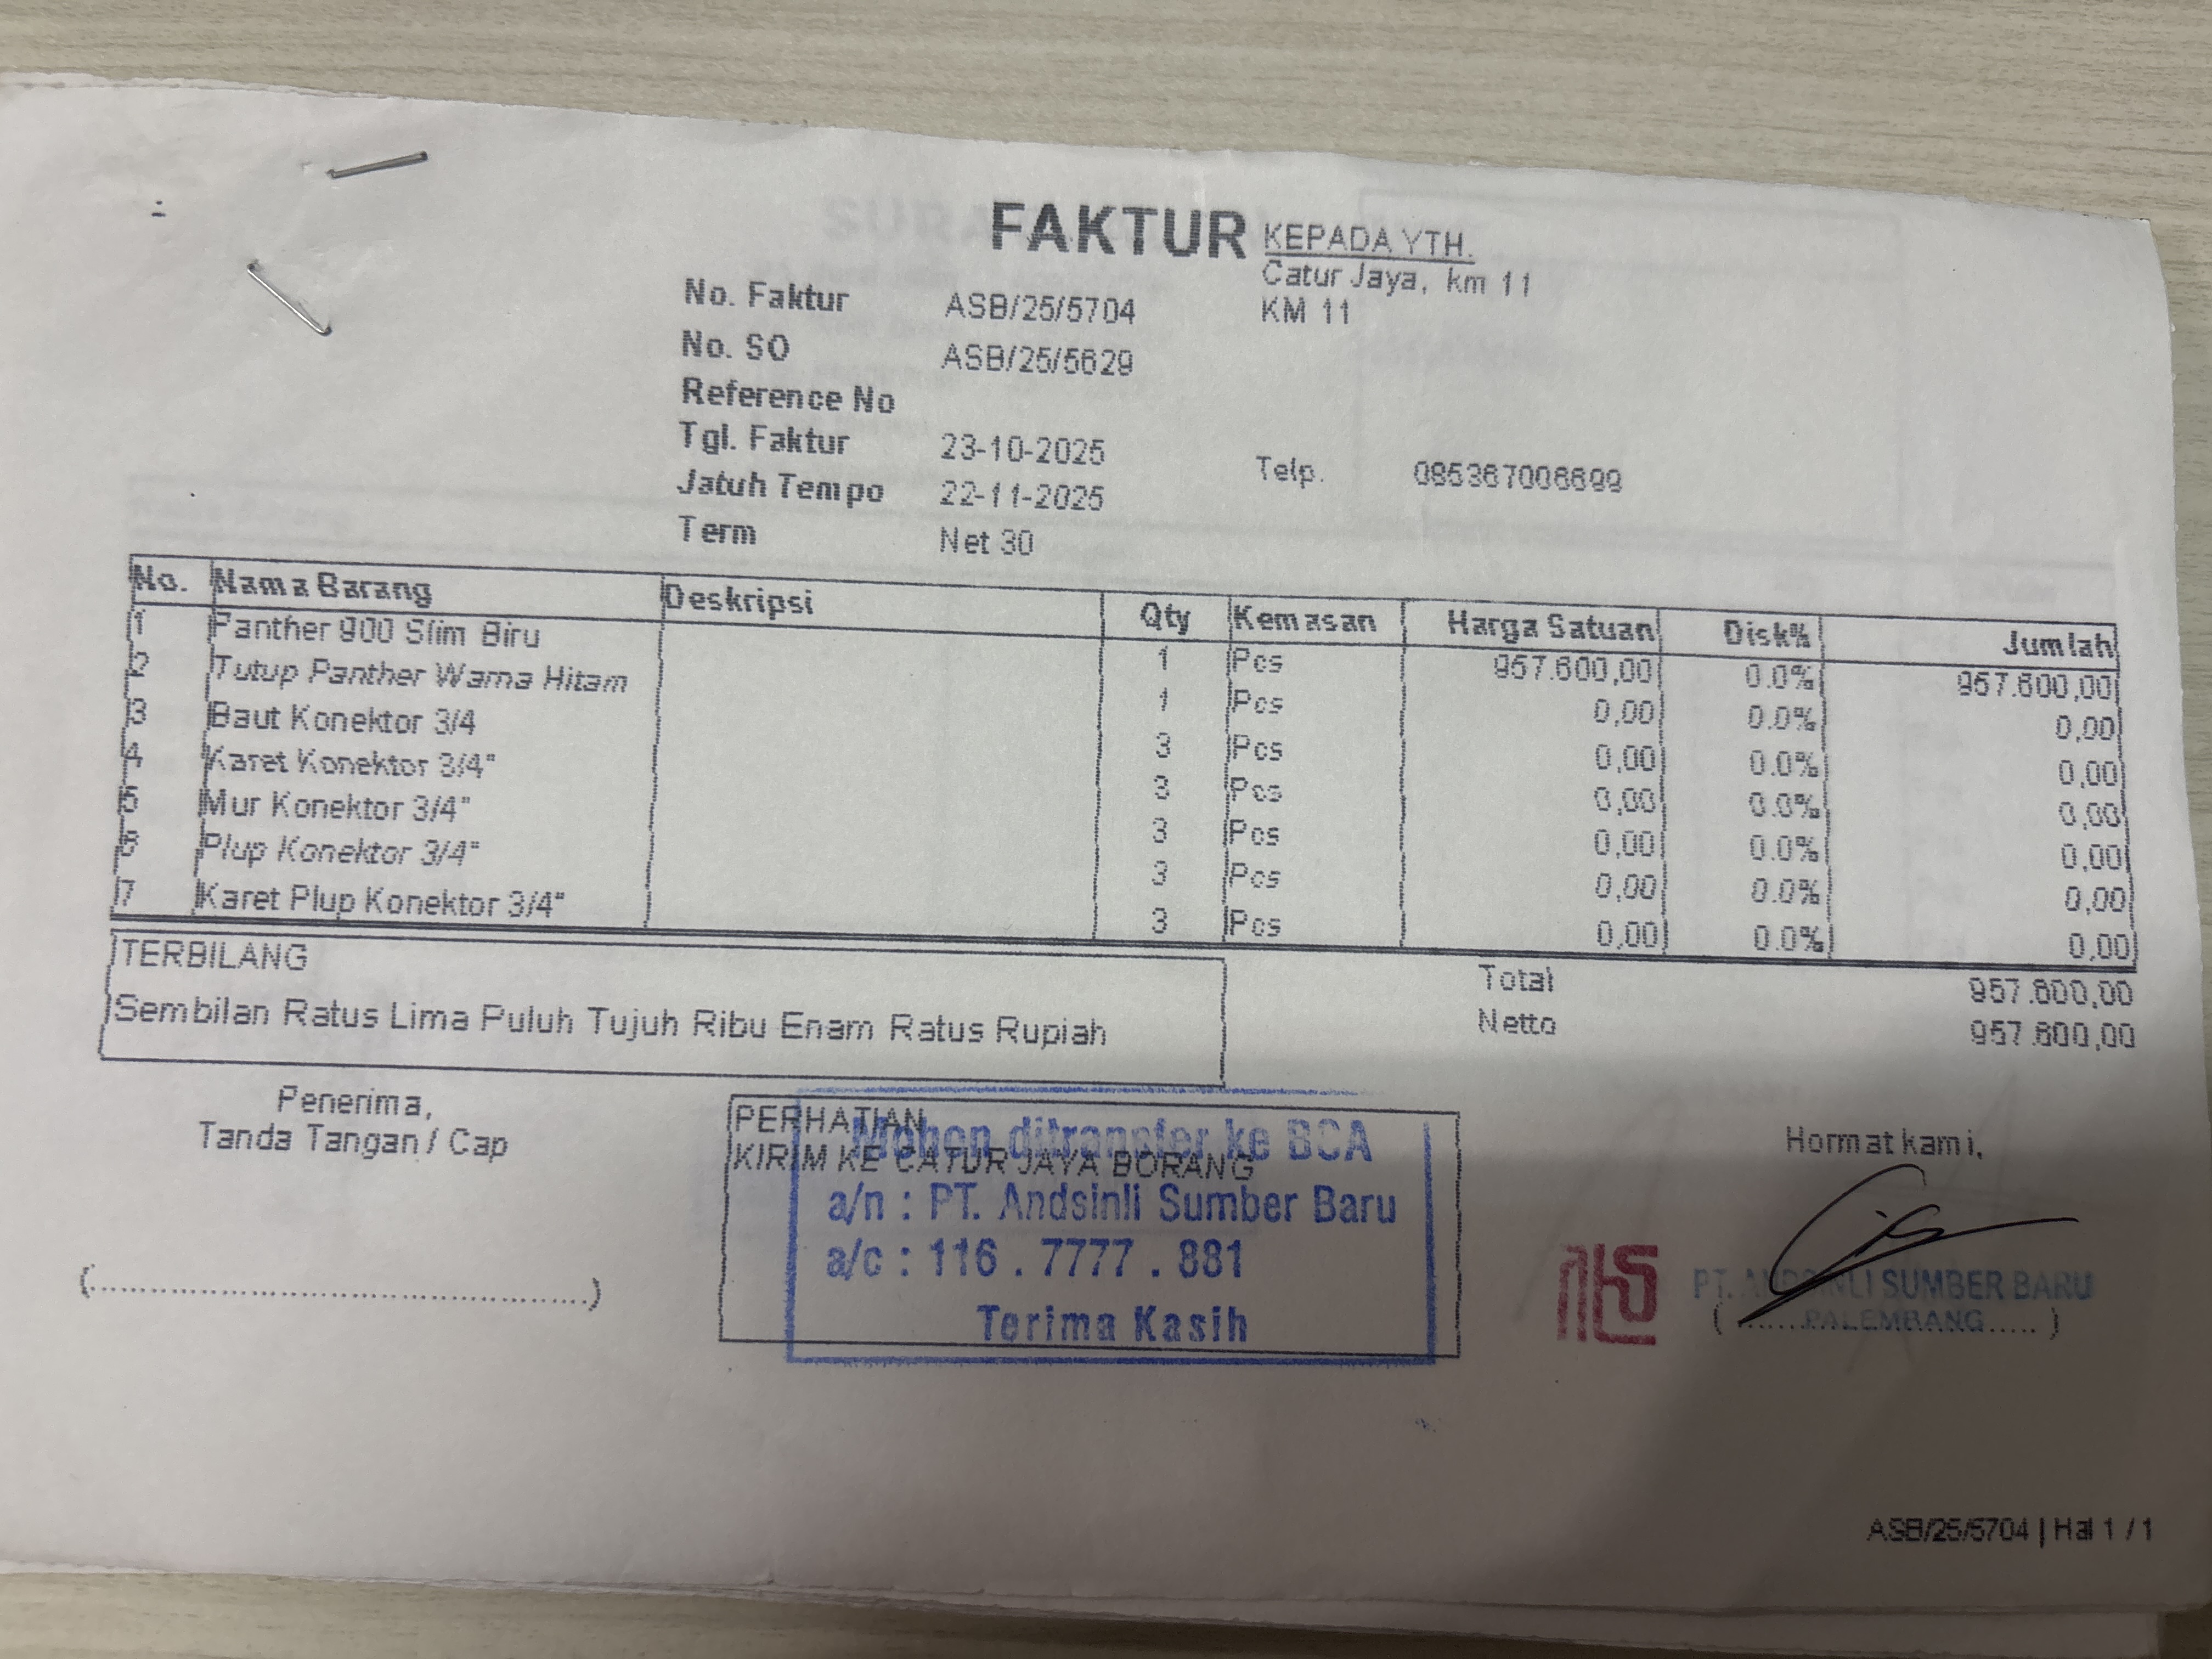 FAKTUR
KEPADA YTH.
Catur Jaya, km 11
KM 11
No. Faktur ASB/25/5704
No. SO ASB/25/5629
Reference No
Tgl. Faktur 23-10-2025
Jatuh Tempo 22-11-2025
Term Net 30
Telp. 085367006699
No. Nama Barang Deskripsi Qty Kemasan Harga Satuan Disk% Jumlah
1 Panther 900 Slim Biru 1 Pcs 957.600,00 0.0% 957.600,00
2 Tutup Panther Warna Hitam 1 Pcs 0,00 0.0% 0,00
3 Baut Konektor 3/4 3 Pcs 0,00 0.0% 0,00
4 Karet Konektor 3/4" 3 Pcs 0,00 0.0% 0,00
5 Mur Konektor 3/4" 3 Pcs 0,00 0.0% 0,00
6 Plup Konektor 3/4" 3 Pcs 0,00 0.0% 0,00
7 Karet Plup Konektor 3/4" 3 Pcs 0,00 0.0% 0,00
TERBILANG
Sembilan Ratus Lima Puluh Tujuh Ribu Enam Ratus Rupiah
Total 957.600,00
Netto 957.600,00
Penerima,
Tanda Tangan / Cap
(..................................................)
PERHATIAN
KIRIM KE CATUR JAYA BORANG
Mohon ditransfer ke BCA
a/n : PT. Andsinli Sumber Baru
a/c : 116 . 7777 . 881
Terima Kasih
Hormat kami,
PT. ANDSINLI SUMBER BARU
PALEMBANG
ASB/25/5704 | Hal 1 / 1